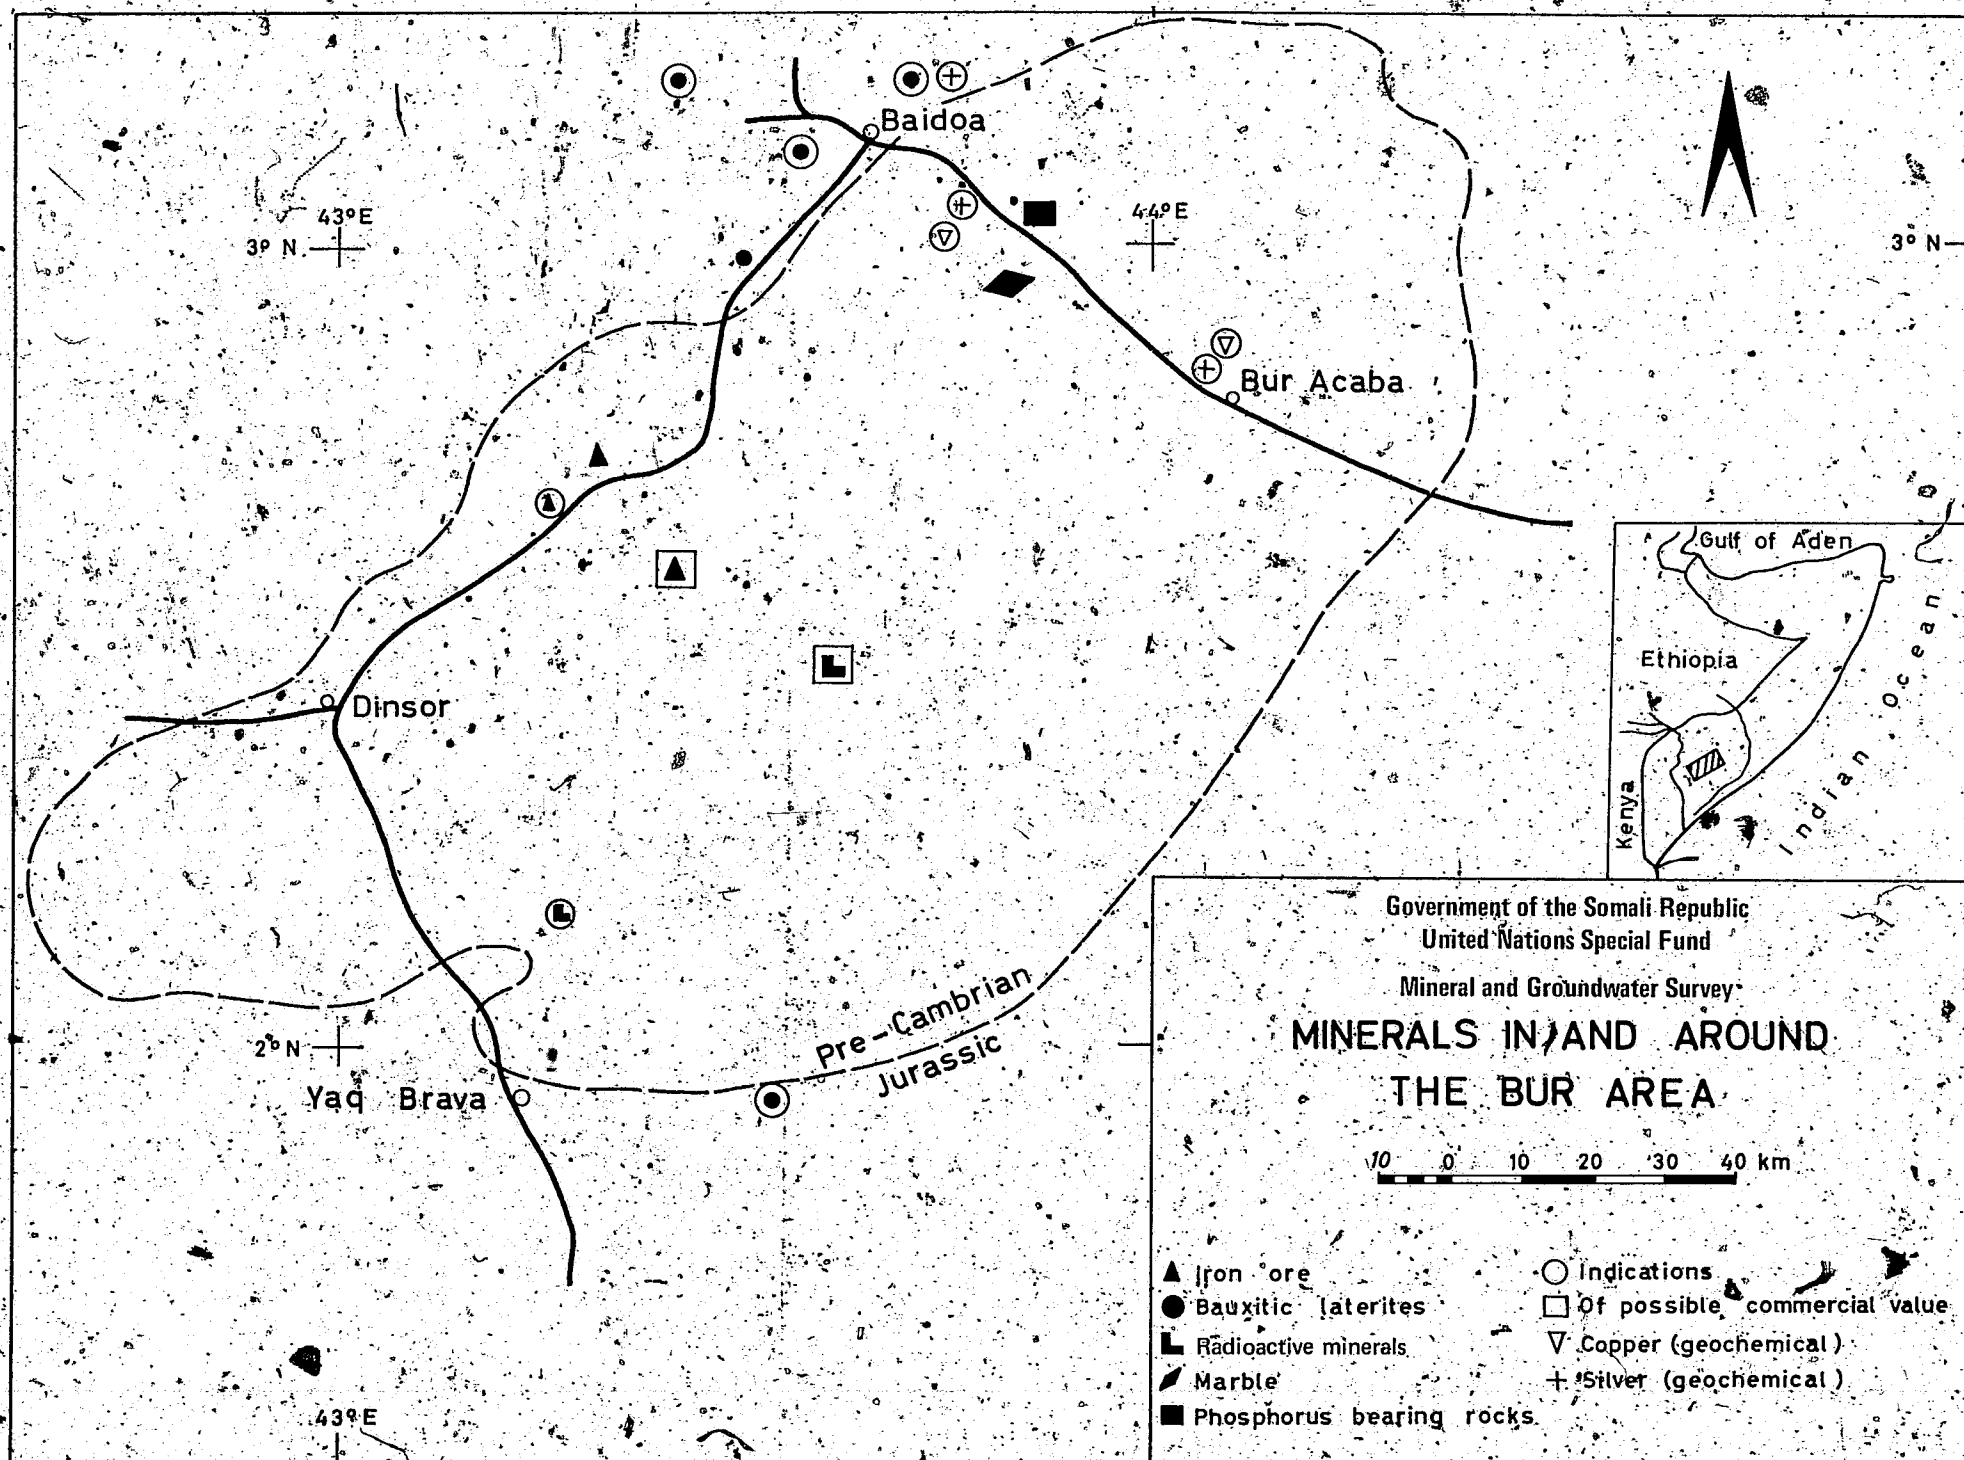 Baidoa
43°E
44°E
3° N
3° N
Bur Acaba
Gulf of Aden
Ethiopia
Indian Ocean
Kenya
Dinsor
Pre-Cambrian
Jurassic
2° N
Yaq Brava
43°E
Government of the Somali Republic
United Nations Special Fund
Mineral and Groundwater Survey
MINERALS IN AND AROUND
THE BUR AREA
10 0 10 20 30 40 km
Iron ore
Bauxitic laterites
Radioactive minerals
Marble
Phosphorus bearing rocks
Indications
Of possible commercial value
Copper (geochemical)
Silver (geochemical)